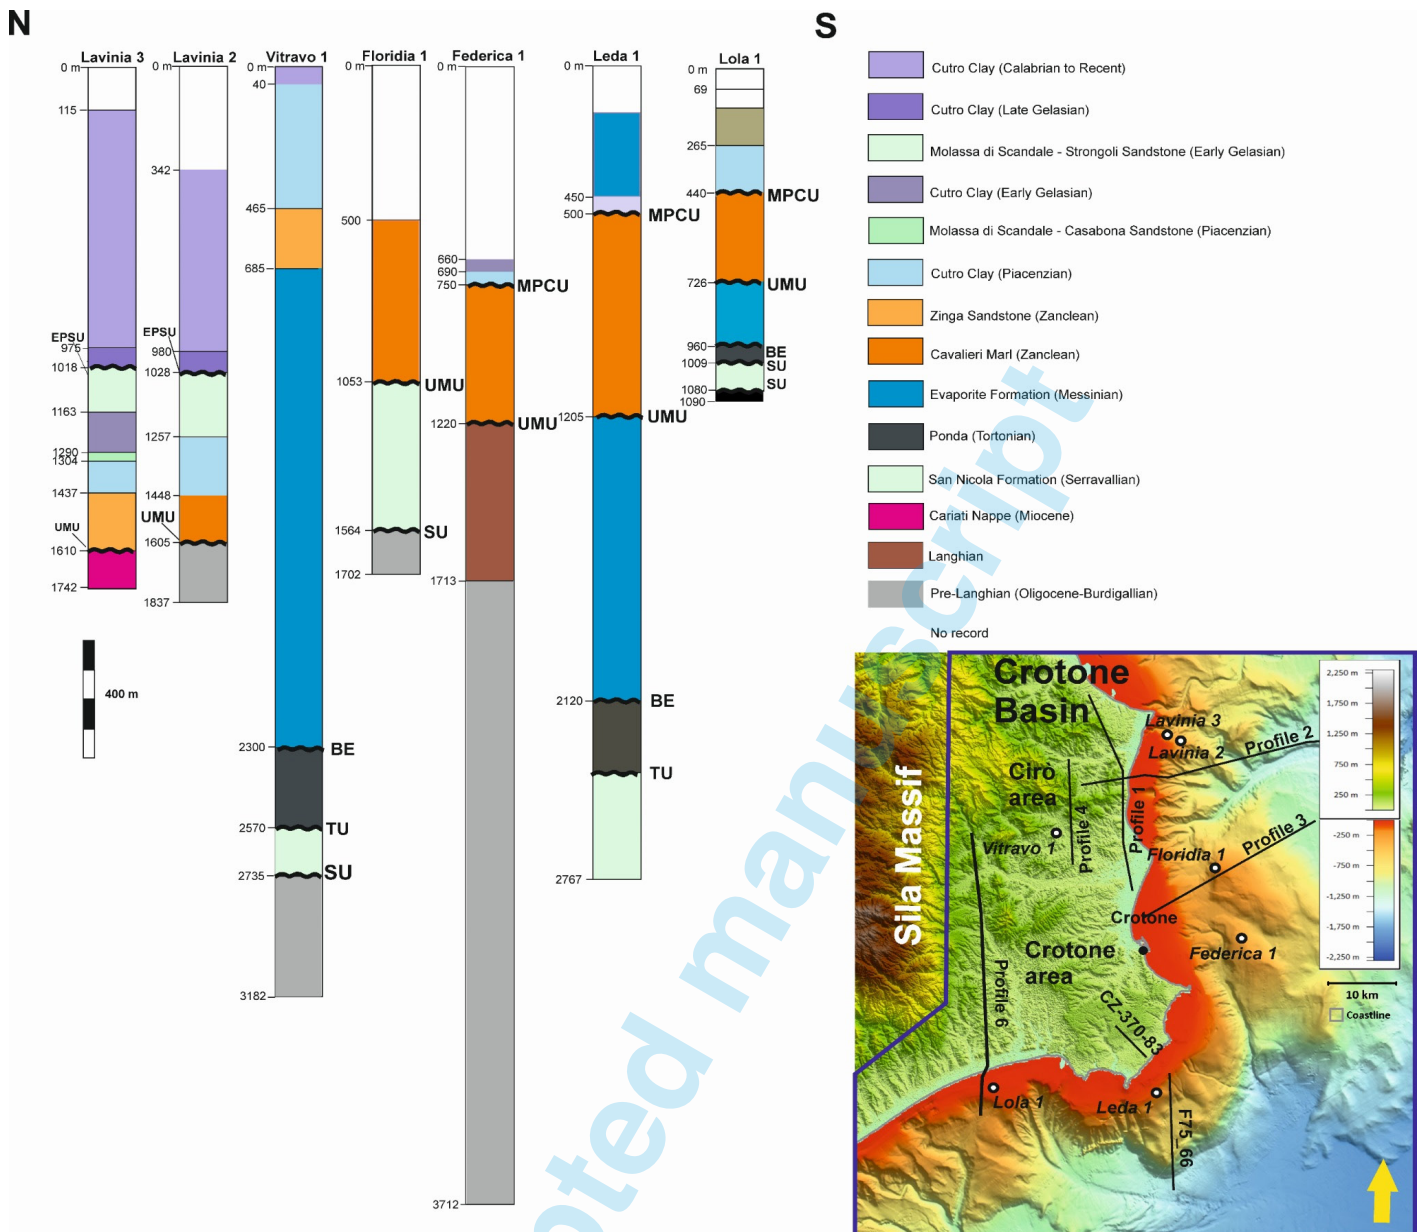 N
S
Lavinia 3
0 m
115
EPSU
975
1018
1163
1290
1304
1437
UMU
1610
1742
Lavinia 2
0 m
342
EPSU
980
1028
1257
1448
UMU
1605
1837
Vitravo 1
0 m
40
465
685
2300
BE
2570
TU
2735
SU
3182
Floridia 1
0 m
500
1053
UMU
1564
SU
1702
Federica 1
0 m
660
690
750
MPCU
1220
UMU
1713
3712
Leda 1
0 m
450
500
MPCU
1205
UMU
2120
BE
TU
2767
Lola 1
0 m
69
265
440
MPCU
726
UMU
960
BE
1009
SU
1080
SU
1090
400 m
Cutro Clay (Calabrian to Recent)
Cutro Clay (Late Gelasian)
Molassa di Scandale - Strongoli Sandstone (Early Gelasian)
Cutro Clay (Early Gelasian)
Molassa di Scandale - Casabona Sandstone (Piacenzian)
Cutro Clay (Piacenzian)
Zinga Sandstone (Zanclean)
Cavalieri Marl (Zanclean)
Evaporite Formation (Messinian)
Ponda (Tortonian)
San Nicola Formation (Serravallian)
Cariati Nappe (Miocene)
Langhian
Pre-Langhian (Oligocene-Burdigallian)
No record
Crotone
Basin
Lavinia 3
Lavinia 2
Profile 2
Cirò
area
Profile 4
Profile 1
Vitravo 1
Floridia 1
Profile 3
Sila Massif
Crotone
Crotone
area
Federica 1
Profile 6
CZ-370-83
Lola 1
Leda 1
F75_66
2,250 m
1,750 m
1,250 m
750 m
250 m
-250 m
-750 m
-1,250 m
-1,750 m
-2,250 m
10 km
Coastline
oted manuscript